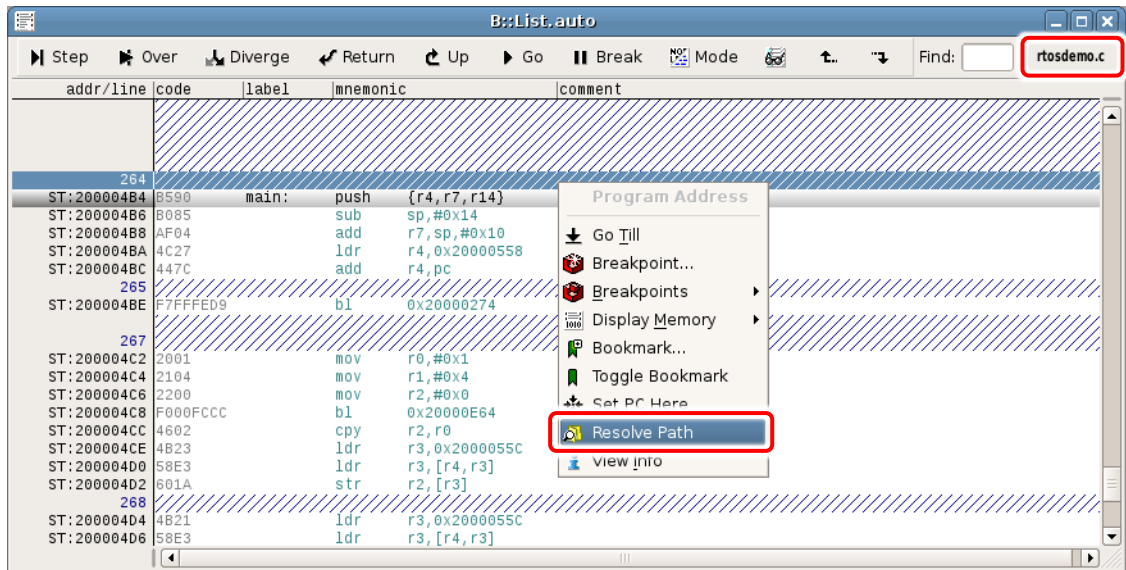 B::List.auto
Step Over Diverge Return Up Go Break Mode Find: rtosdemo.c
addr/line code label mnemonic comment
264
ST:200004B4 B590 main: push {r4,r7,r14}
Program Address
ST:200004B6 B085 sub sp,#0x14
ST:200004B8 AF04 add r7,sp,#0x10
Go Till
ST:200004BA 4C27 ldr r4,0x20000558
Breakpoint...
ST:200004BC 447C add r4,pc
265
Breakpoints
ST:200004BE F7FFFED9 bl 0x20000274
Display Memory
267
Bookmark...
ST:200004C2 2001 mov r0,#0x1
ST:200004C4 2104 mov r1,#0x4
Toggle Bookmark
ST:200004C6 2200 mov r2,#0x0
Set PC Here
ST:200004C8 F000FCCC bl 0x20000E64
ST:200004CC 4602 cpy r2,r0
Resolve Path
ST:200004CE 4B23 ldr r3,0x2000055C
ST:200004D0 58E3 ldr r3,[r4,r3]
View Info
ST:200004D2 601A str r2,[r3]
268
ST:200004D4 4B21 ldr r3,0x2000055C
ST:200004D6 58E3 ldr r3,[r4,r3]